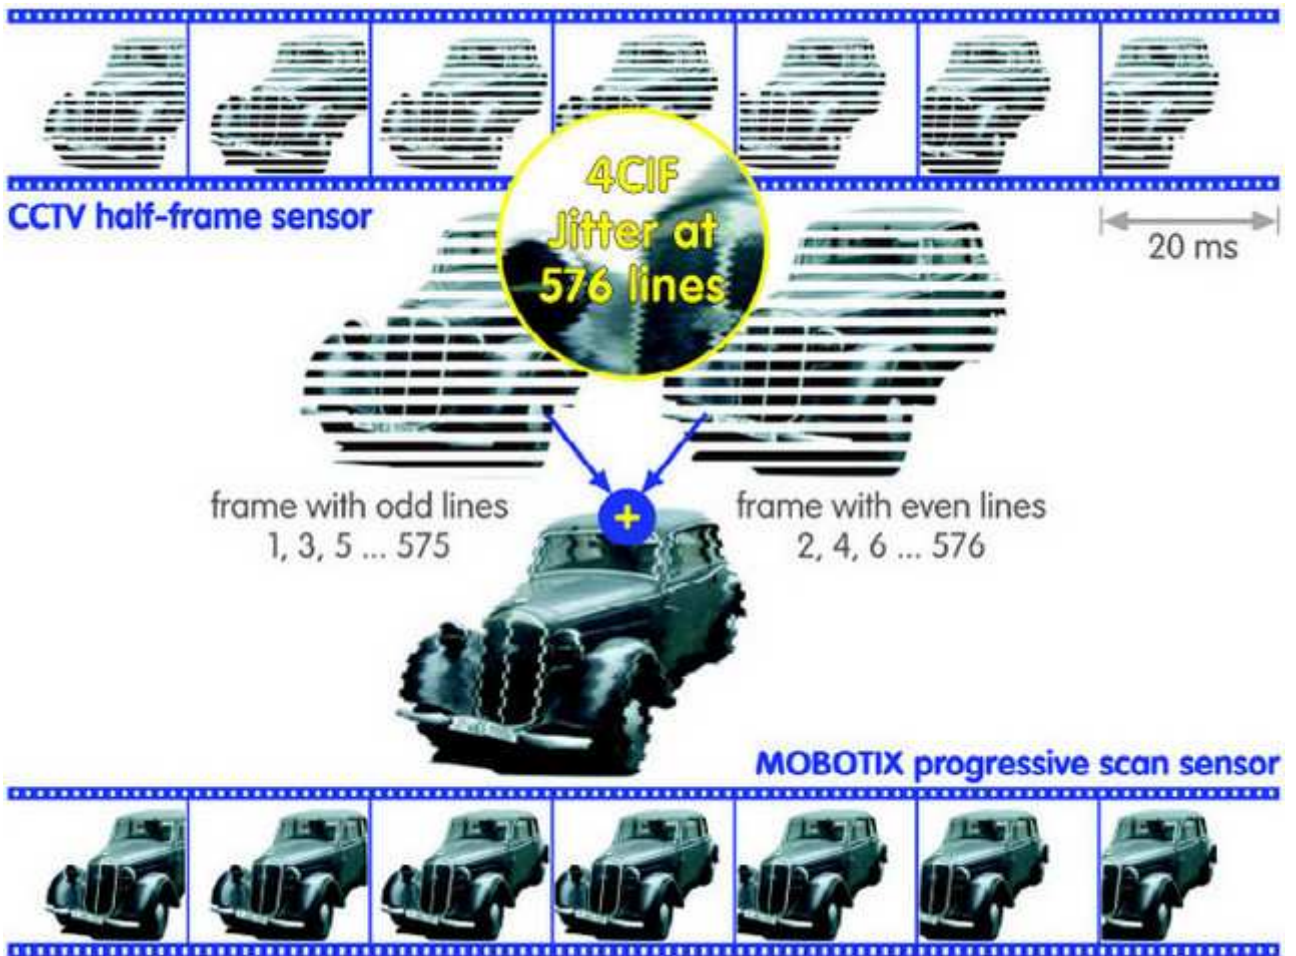 4CIF
Jitter at
576 lines
CCTV half-frame sensor
20 ms
frame with odd lines
1, 3, 5 ... 575
+
frame with even lines
2, 4, 6 ... 576
MOBOTIX progressive scan sensor